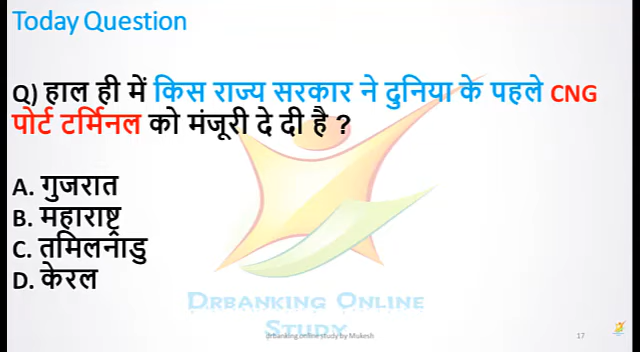 Today Question
Q) हाल ही में किस राज्य सरकार ने दुनिया के पहले CNG
पोर्ट टर्मिनल को मंजूरी दे दी है ?
A. गुजरात
B. महाराष्ट्र
C. तमिलनाडु
D. केरल
DRBANKING ONLINE
STUDY
drbanking online study by Mukesh
17